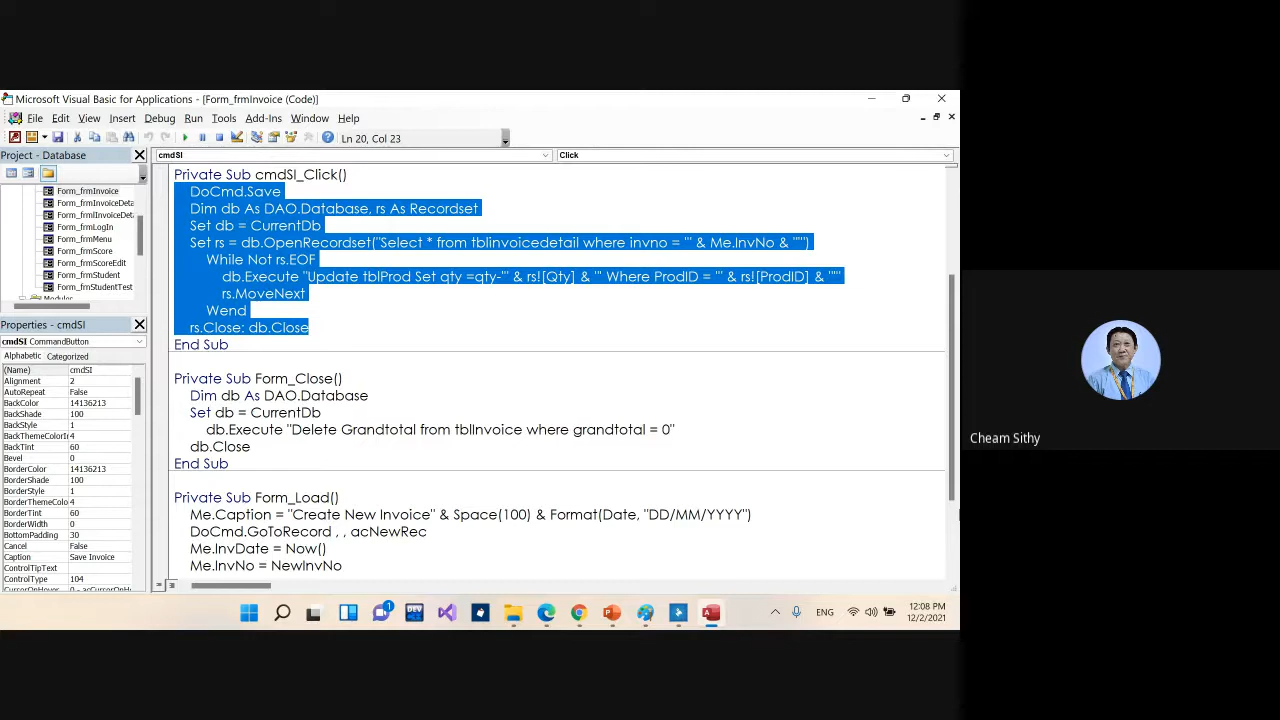 Microsoft Visual Basic for Applications - [Form_frmInvoice (Code)]
File Edit View Insert Format Debug Run Tools Add-Ins Window Help
Ln 20, Col 23
Project - Database
cmdSI
Click
Form_frmInvoice
Form_frmInvoiceDeta
Form_frmIInvoiceDeta
Form_frmLogIn
Form_frmMenu
Form_frmScore
Form_frmScoreEdit
Form_frmStudent
Form_frmStudentTest
Modules
Properties - cmdSI
cmdSI CommandButton
Alphabetic Categorized
(Name) cmdSI
Alignment 2
AutoRepeat False
BackColor 14136213
BackShade 100
BackStyle 1
BackThemeColorIn 4
BackTint 60
Bevel 0
BorderColor 14136213
BorderShade 100
BorderStyle 1
BorderThemeColo 4
BorderTint 60
BorderWidth 0
BottomPadding 30
Cancel False
Caption Save Invoice
ControlTipText
ControlType 104
Private Sub cmdSI_Click()
DoCmd.Save
Dim db As DAO.Database, rs As Recordset
Set db = CurrentDb
Set rs = db.OpenRecordset("Select * from tblinvoicedetail where invno = '" & Me.InvNo & "'")
While Not rs.EOF
db.Execute "Update tblProd Set qty =qty-'" & rs![Qty] & "' Where ProdID = '" & rs![ProdID] & "'"
rs.MoveNext
Wend
rs.Close: db.Close
End Sub
Private Sub Form_Close()
Dim db As DAO.Database
Set db = CurrentDb
db.Execute "Delete Grandtotal from tblInvoice where grandtotal = 0"
db.Close
End Sub
Private Sub Form_Load()
Me.Caption = "Create New Invoice" & Space(100) & Format(Date, "DD/MM/YYYY")
DoCmd.GoToRecord , , acNewRec
Me.InvDate = Now()
Me.InvNo = NewInvNo
Cheam Sithy
ENG
12:08 PM
12/2/2021